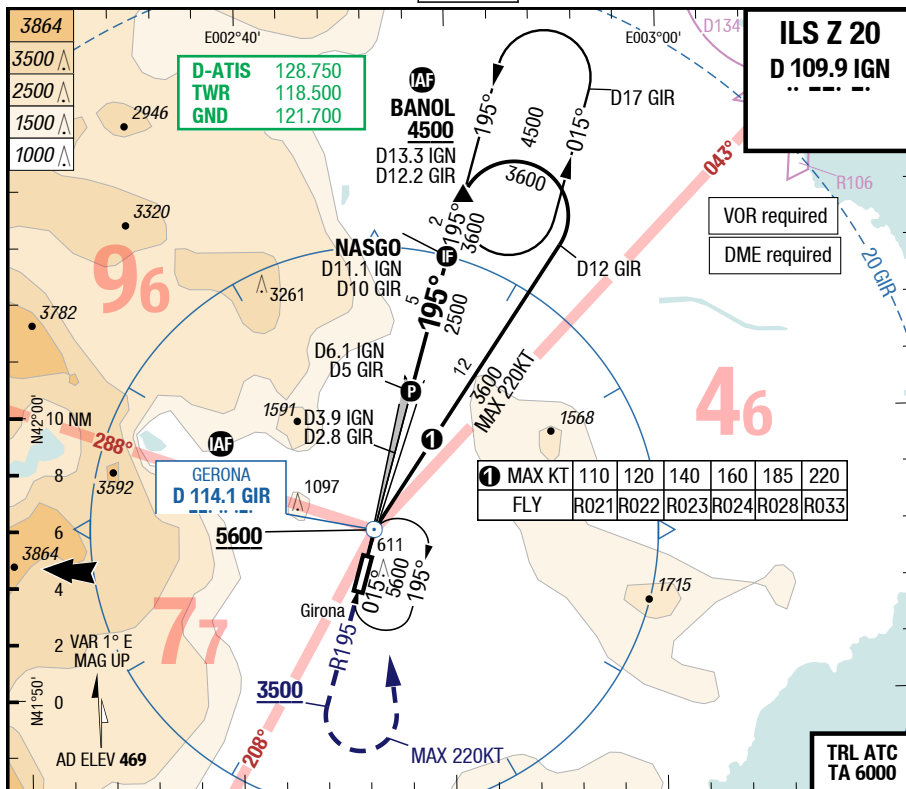 3864
3500
2500
1500
1000
E002°40'
E003°00'
D134
ILS Z 20
D 109.9 IGN
D-ATIS 128.750
TWR 118.500
GND 121.700
IAF
BANOL
4500
D13.3 IGN
D12.2 GIR
195°
4500
015°
D17 GIR
3600
2946
3320
3261
3782
96
043°
R106
VOR required
DME required
20 GIR
2
195°
3600
NASGO
IF
D11.1 IGN
D10 GIR
D12 GIR
5
195°
2500
D6.1 IGN
D5 GIR
P
12
3600
MAX 220KT
46
1591
D3.9 IGN
D2.8 GIR
1
1568
N42°00'
10 NM
288°
IAF
GERONA
D 114.1 GIR
1097
5600
1 MAX KT 110 120 140 160 185 220
FLY R021 R022 R023 R024 R028 R033
8
3592
6
3864
4
611
015°
5600
195°
1715
Girona
77
R195
VAR 1° E
MAG UP
2
3500
N41°50'
0
208°
MAX 220KT
AD ELEV 469
TRL ATC
TA 6000